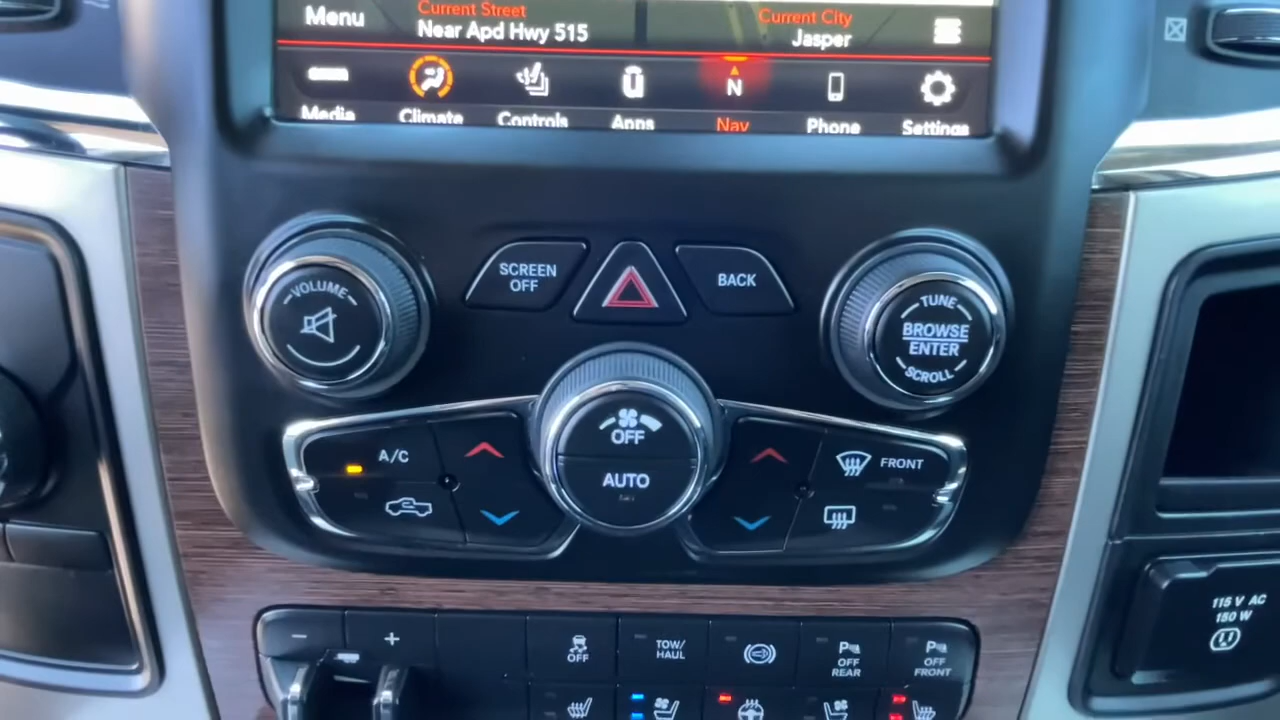 Menu
Current Street
Near Apd Hwy 515
Current City
Jasper
N
Media
Climate
Controls
Apps
Nav
Phone
Settings
SCREEN
OFF
BACK
VOLUME
TUNE
BROWSE
ENTER
SCROLL
OFF
AUTO
A/C
FRONT
115 V AC
150 W
- +
OFF
TOW/
HAUL
P
OFF
REAR
P
OFF
FRONT